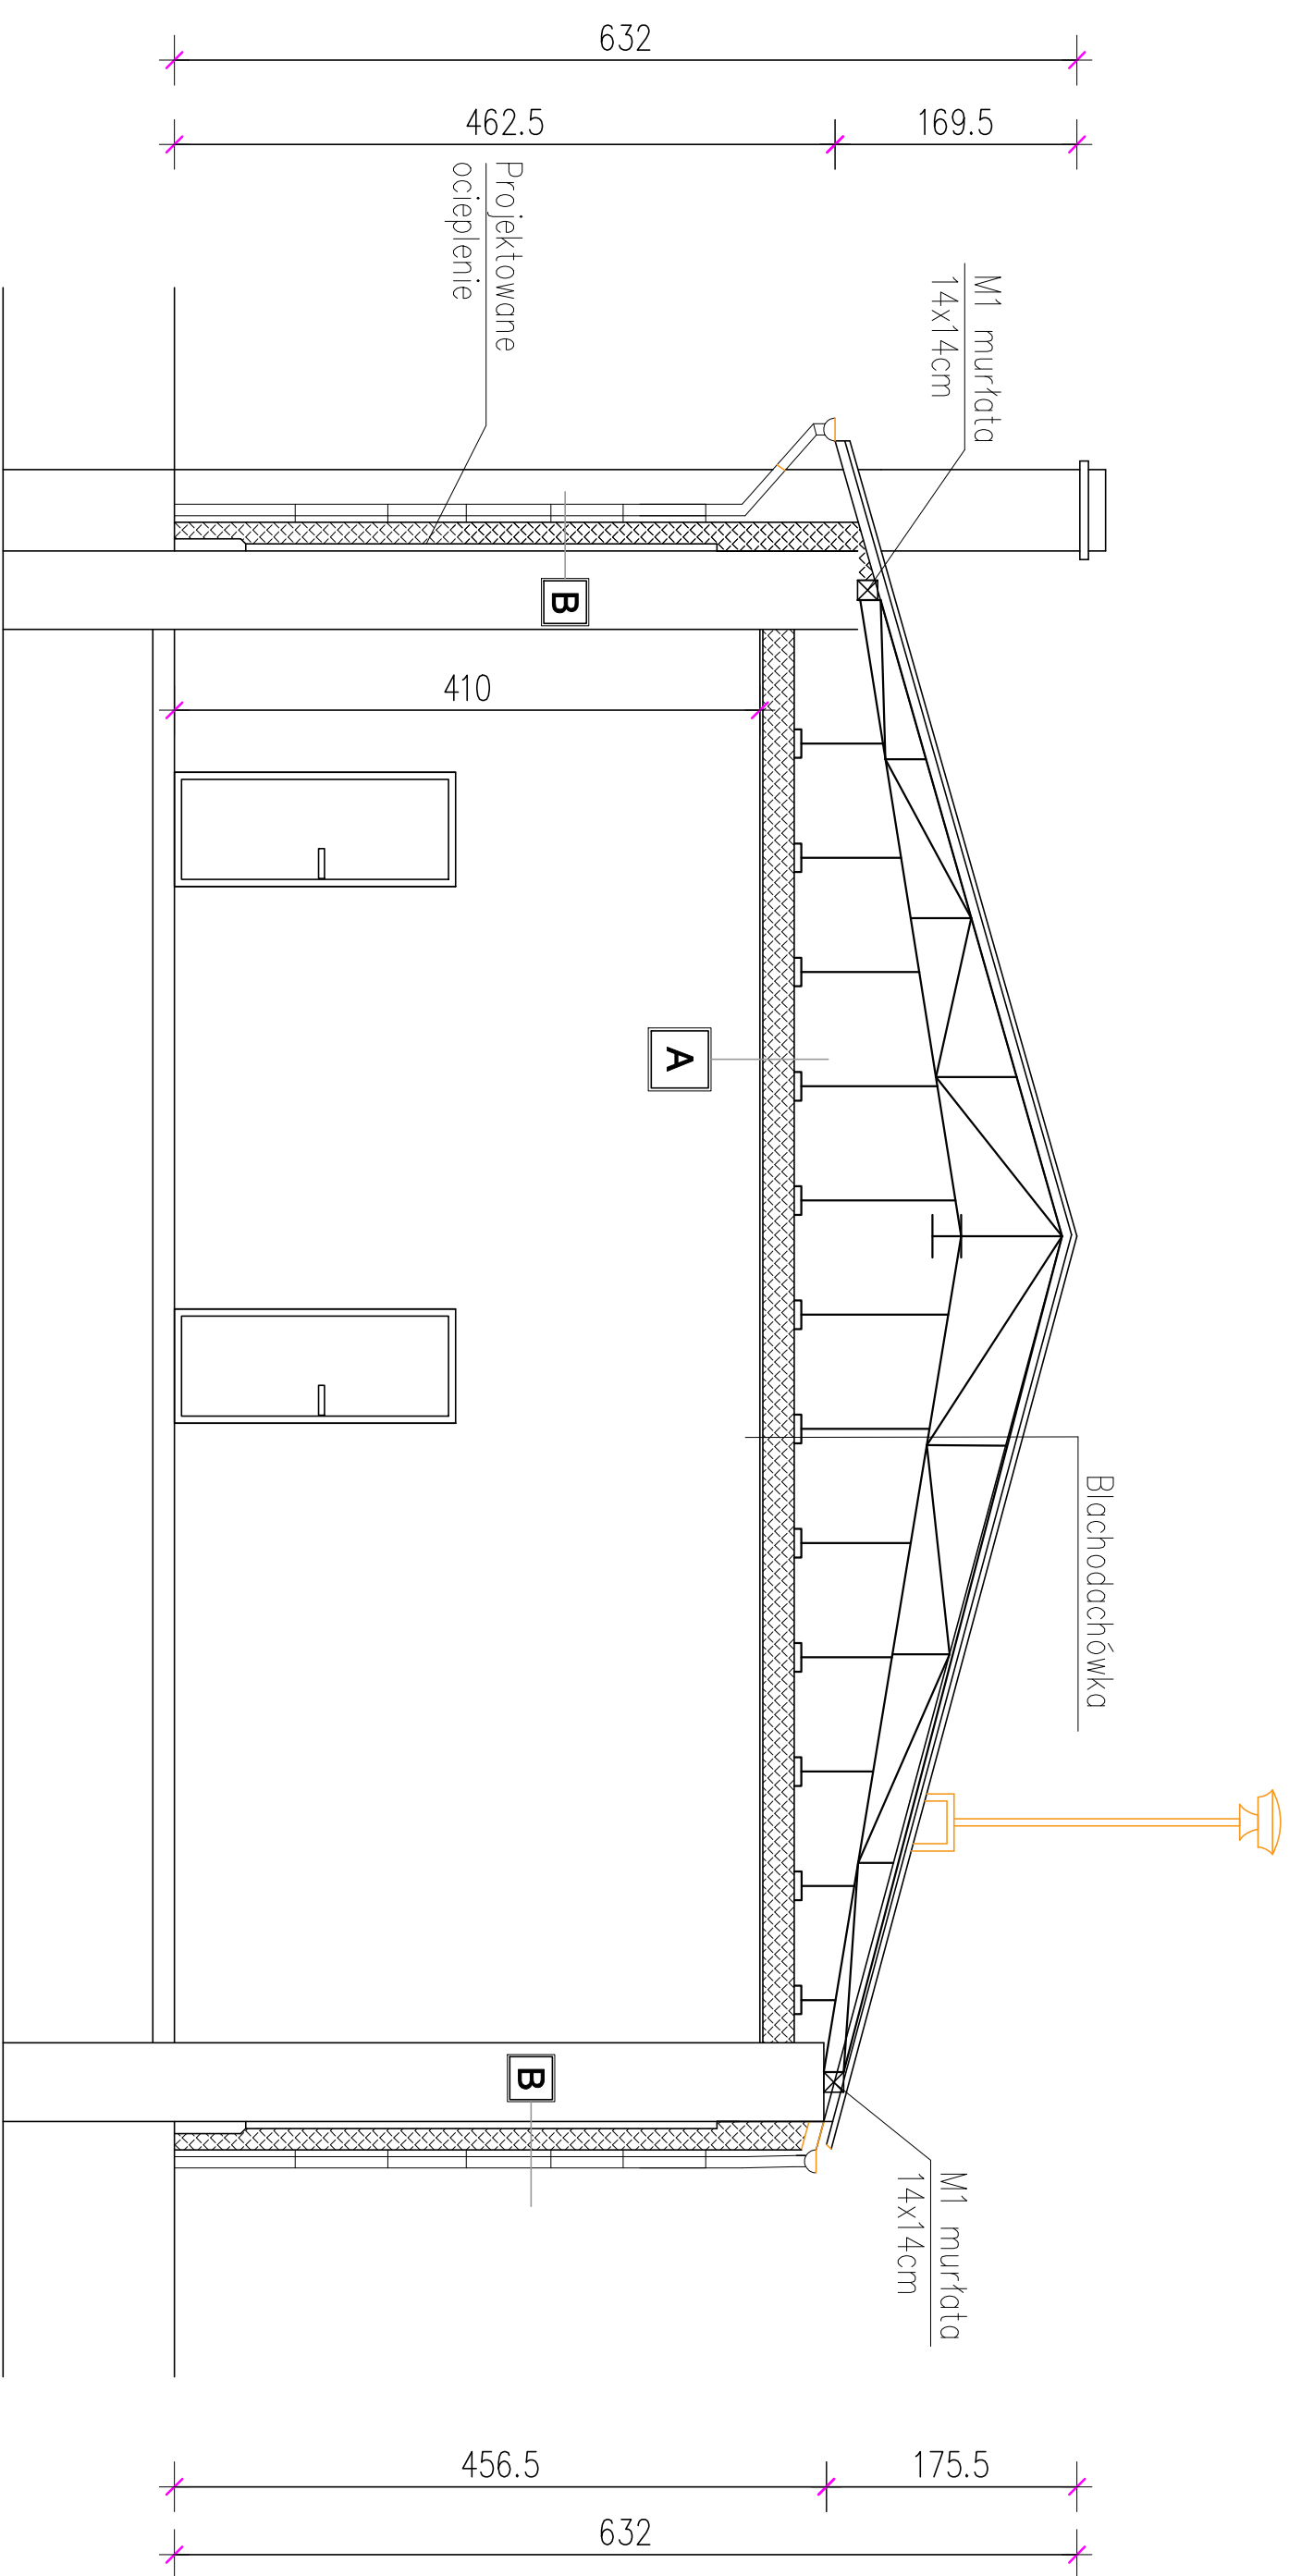 632
462.5
169.5
Projektowane
ocieplenie
M1 murłata
14x14cm
B
410
A
Blachodachówka
B
M1 murłata
14x14cm
456.5
175.5
632